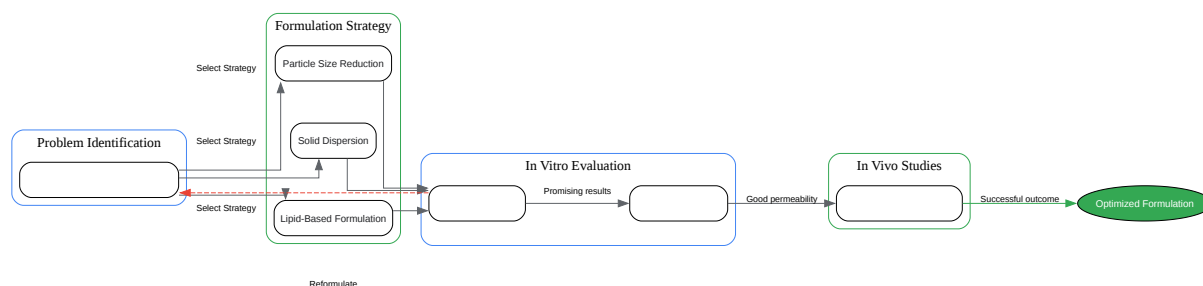 Formulation Strategy
Particle Size Reduction
Select Strategy
Solid Dispersion
Select Strategy
Problem Identification
In Vitro Evaluation
In Vivo Studies
Promising results
Good permeability
Successful outcome
Optimized Formulation
Select Strategy
Lipid-Based Formulation
Reformulate